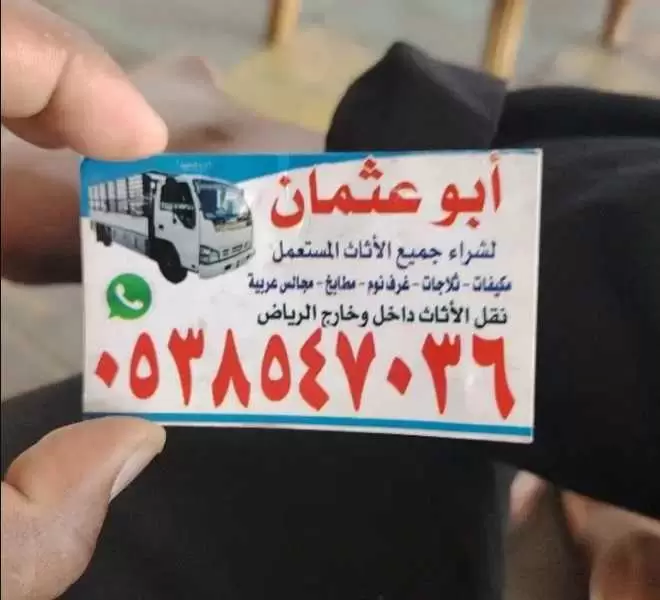 أبو عثمان
لشراء جميع الأثاث المستعمل
مكيفات - ثلاجات - غرف نوم - مطابخ - مجالس عربية
نقل الأثاث داخل وخارج الرياض
٠٥٣٨٥٤٧٠٣٦